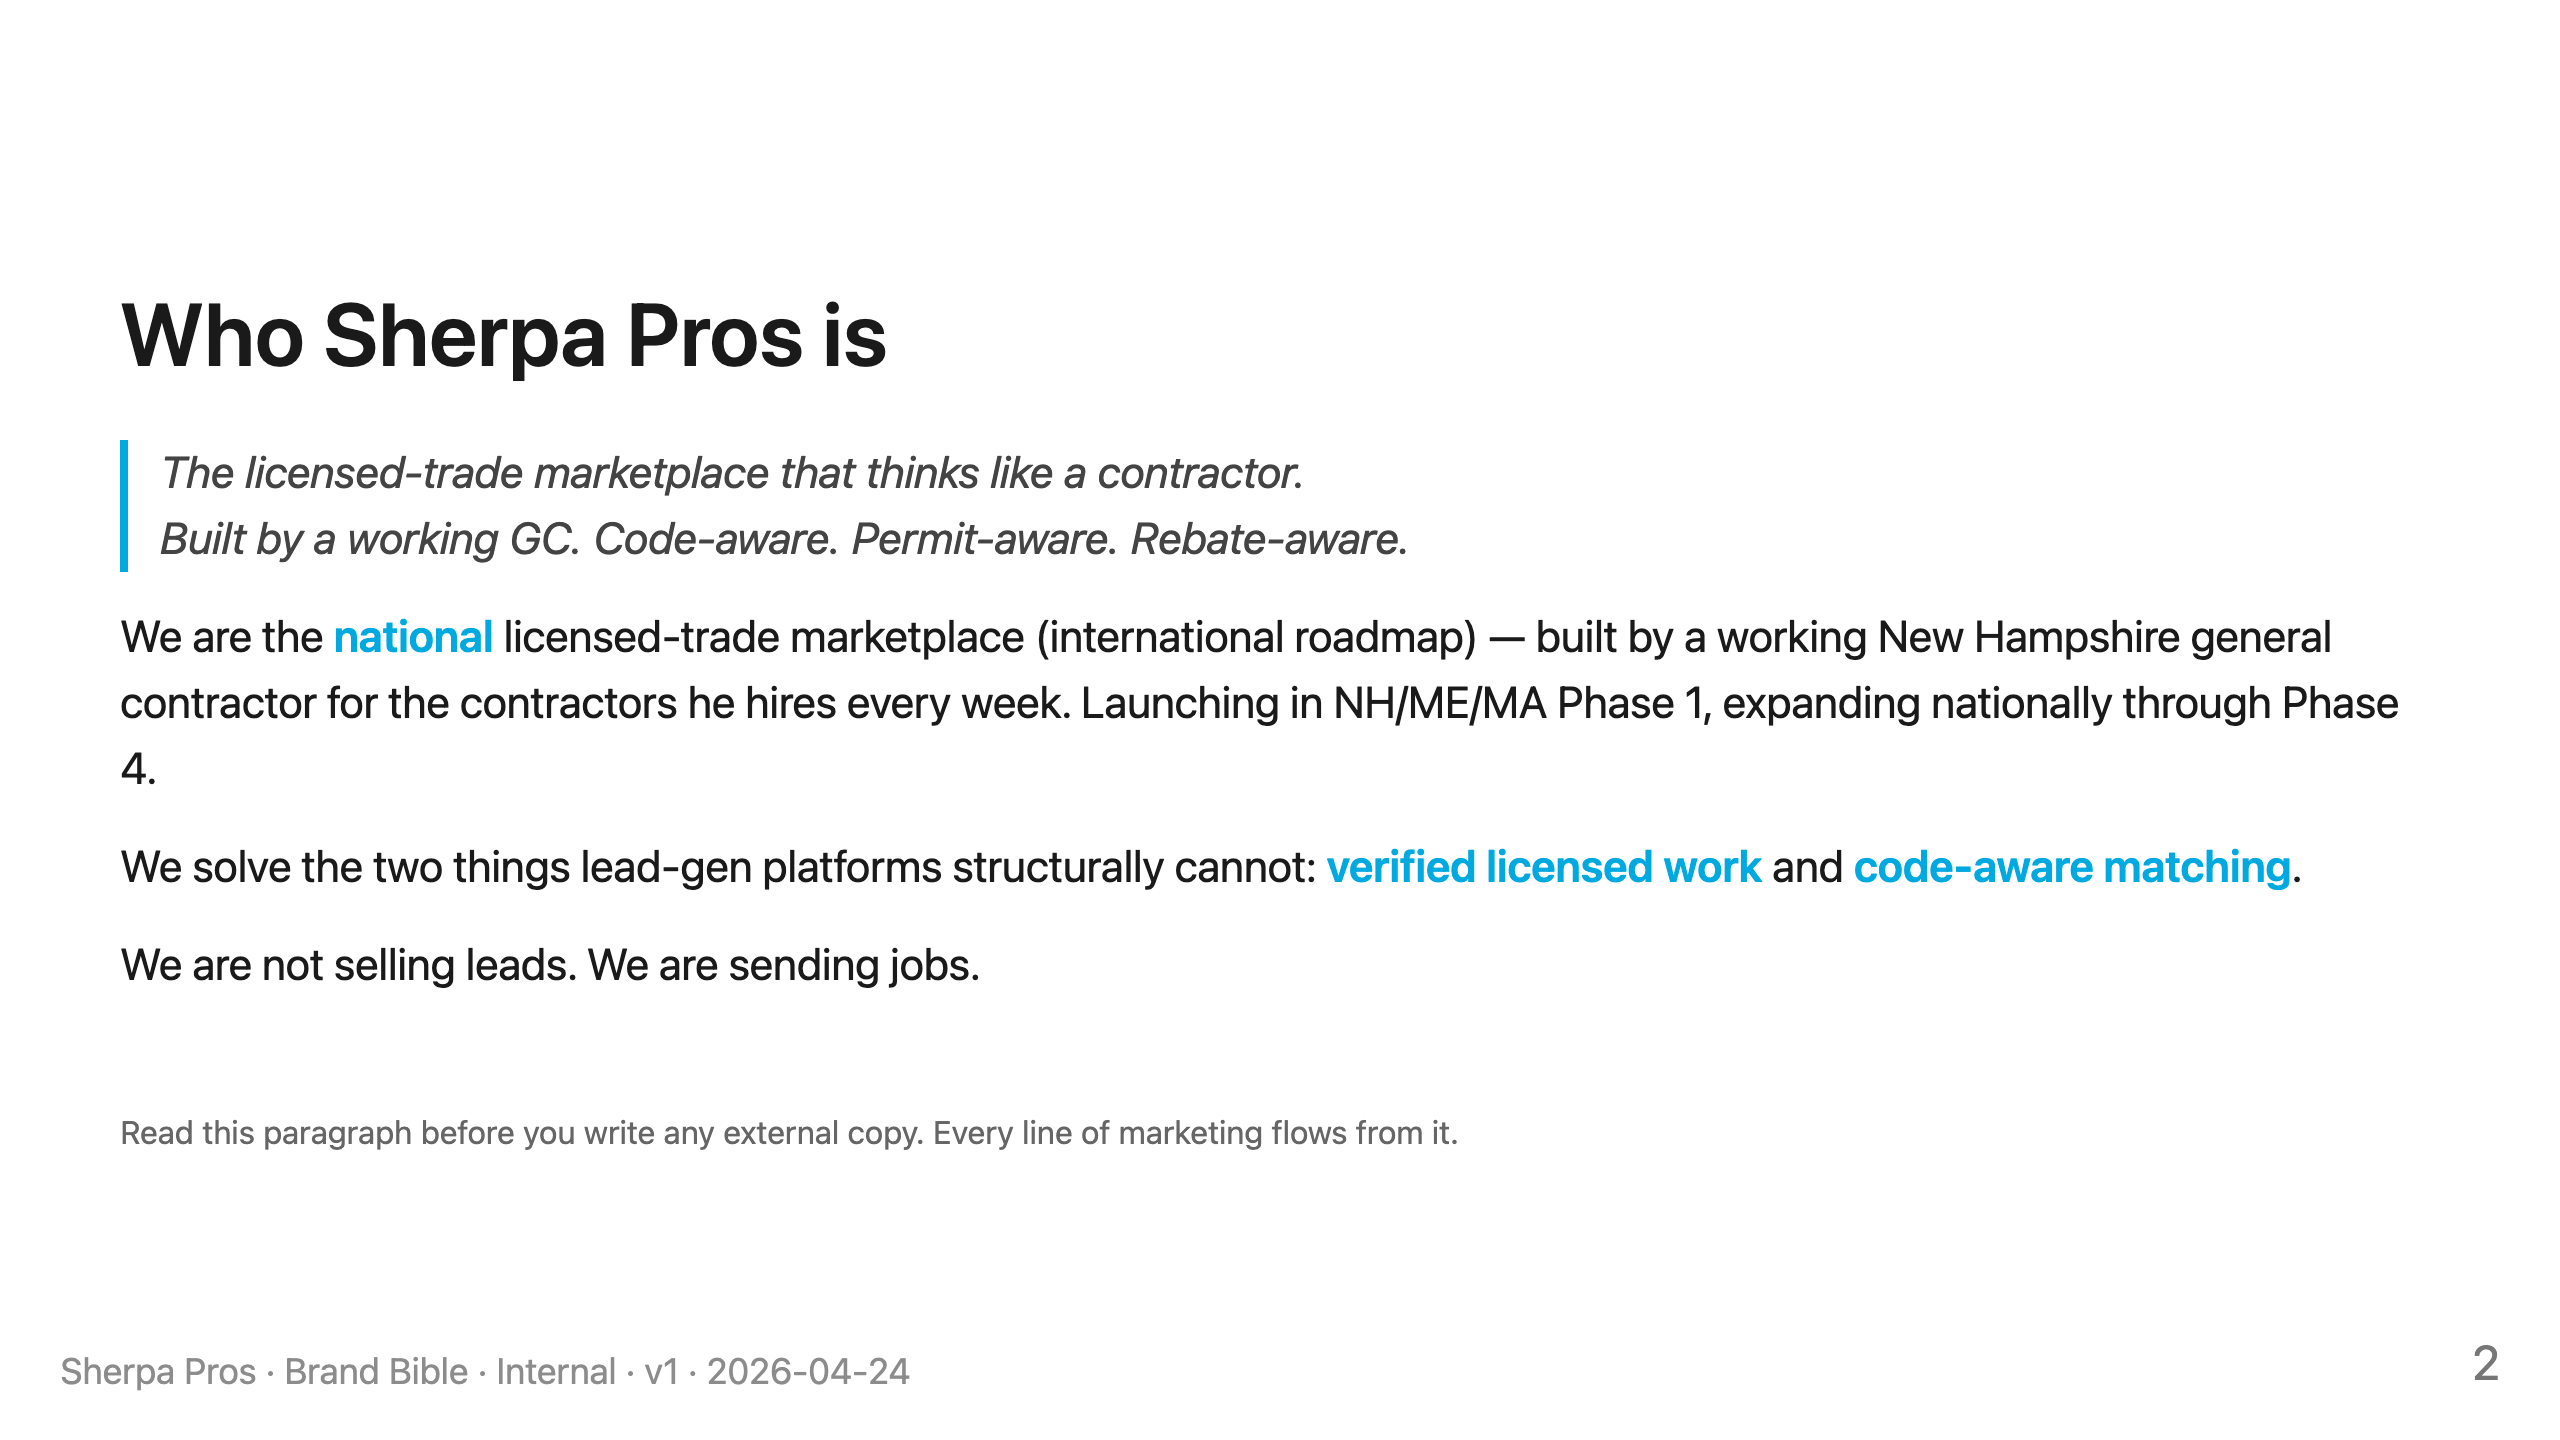 Who Sherpa Pros is
The licensed-trade marketplace that thinks like a contractor.
Built by a working GC. Code-aware. Permit-aware. Rebate-aware.
We are the national licensed-trade marketplace (international roadmap) — built by a working New Hampshire general
contractor for the contractors he hires every week. Launching in NH/ME/MA Phase 1, expanding nationally through Phase
4.
We solve the two things lead-gen platforms structurally cannot: verified licensed work and code-aware matching.
We are not selling leads. We are sending jobs.
Read this paragraph before you write any external copy. Every line of marketing flows from it.
Sherpa Pros · Brand Bible · Internal · v1 · 2026-04-24
2